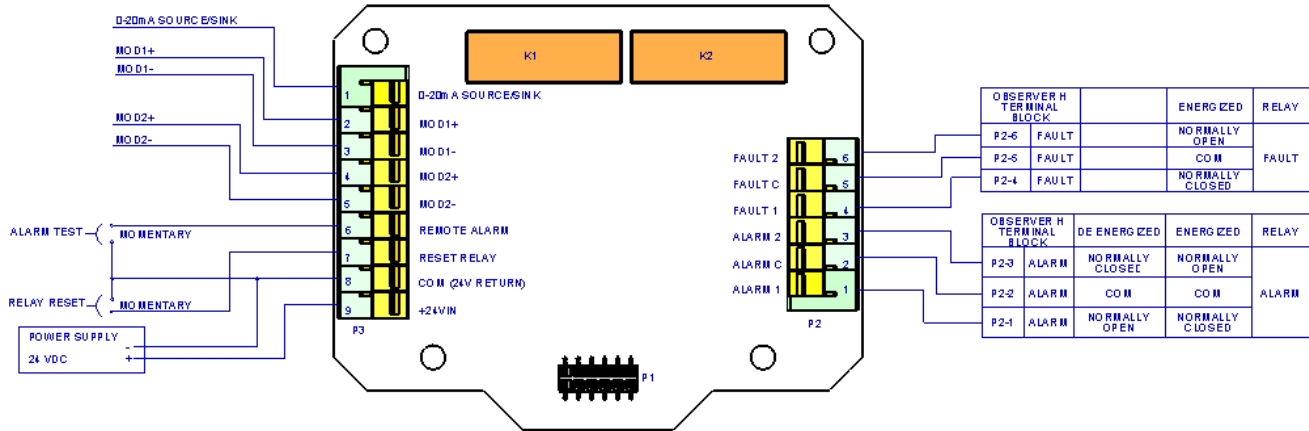 0-20mA SOURCE/SINK
MOD1+
MOD1-
MOD2+
MOD2-
ALARM TEST
MOMENTARY
RELAY RESET
MOMENTARY
POWER SUPPLY
-
24 VDC
+
K1
K2
1
0-20mA SOURCE/SINK
2
MOD1+
3
MOD1-
4
MOD2+
5
MOD2-
6
REMOTE ALARM
7
RESET RELAY
8
COM (24V RETURN)
9
+24VIN
P3
FAULT 2
6
FAULT C
5
FAULT 1
4
ALARM 2
3
ALARM C
2
ALARM 1
1
P2
P1
OBSERVER H TERMINAL BLOCK
ENERGIZED
RELAY
P2-6 FAULT NORMALLY OPEN
P2-5 FAULT COM
FAULT
P2-4 FAULT NORMALLY CLOSED
OBSERVER H TERMINAL BLOCK
DE ENERGIZED
ENERGIZED
RELAY
P2-3 ALARM NORMALLY CLOSED NORMALLY OPEN
P2-2 ALARM COM COM
ALARM
P2-1 ALARM NORMALLY OPEN NORMALLY CLOSED